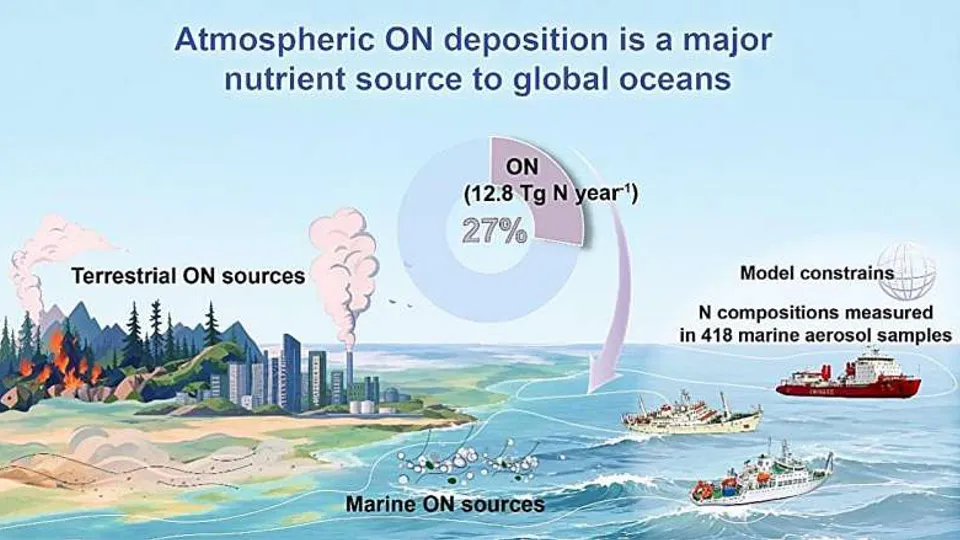 Atmospheric ON deposition is a major
nutrient source to global oceans
ON
(12.8 Tg N year⁻¹)
27%
Terrestrial ON sources
Model constrains
N compositions measured
in 418 marine aerosol samples
Marine ON sources